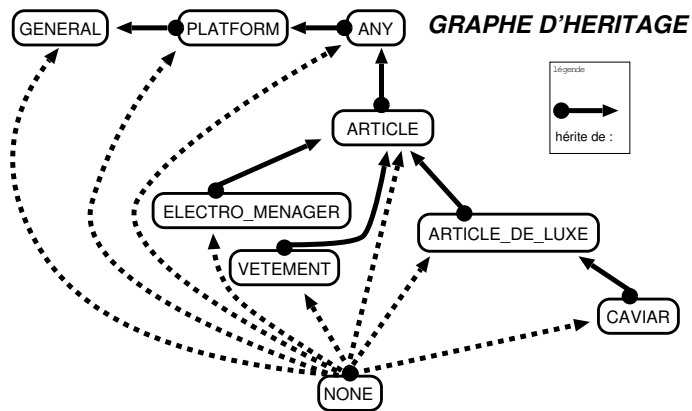 GENERAL PLATFORM ANY GRAPHE D'HERITAGE
légende
hérite de :
ARTICLE
ELECTRO_MENAGER
ARTICLE_DE_LUXE
VETEMENT
CAVIAR
NONE